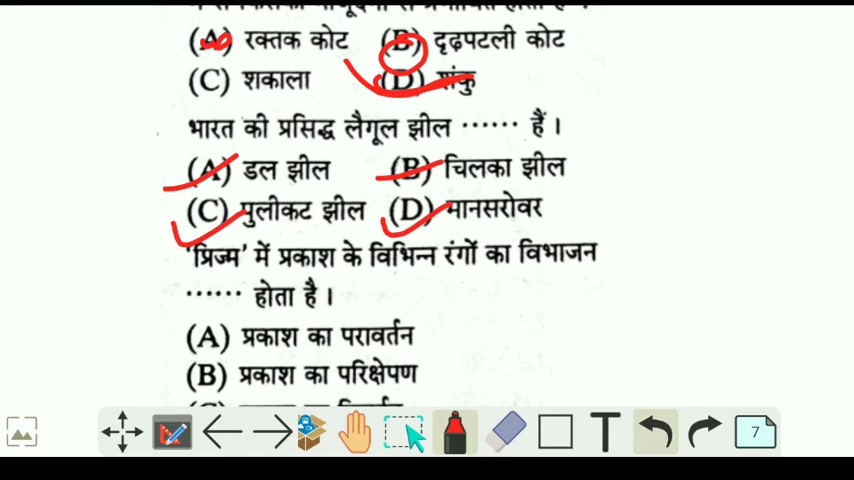 (A) रक्तक कोट (B) दृढ़पटली कोट
(C) शकाला (D) शंकु
भारत की प्रसिद्ध लैगूल झील ...... हैं।
(A) डल झील (B) चिलका झील
(C) पुलीकट झील (D) मानसरोवर
'प्रिज्म' में प्रकाश के विभिन्न रंगों का विभाजन
...... होता है।
(A) प्रकाश का परावर्तन
(B) प्रकाश का परिक्षेपण
T 7